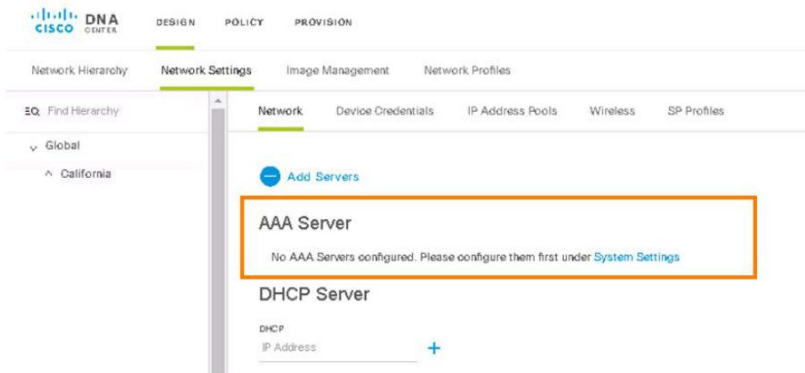 CISCO DNA CENTER DESIGN POLICY PROVISION
Network Hierarchy Network Settings Image Management Network Profiles
EQ Find Hierarchy Network Device Credentials IP Address Pools Wireless SP Profiles
Global
California
Add Servers
AAA Server
No AAA Servers configured. Please configure them first under System Settings
DHCP Server
DHCP
IP Address